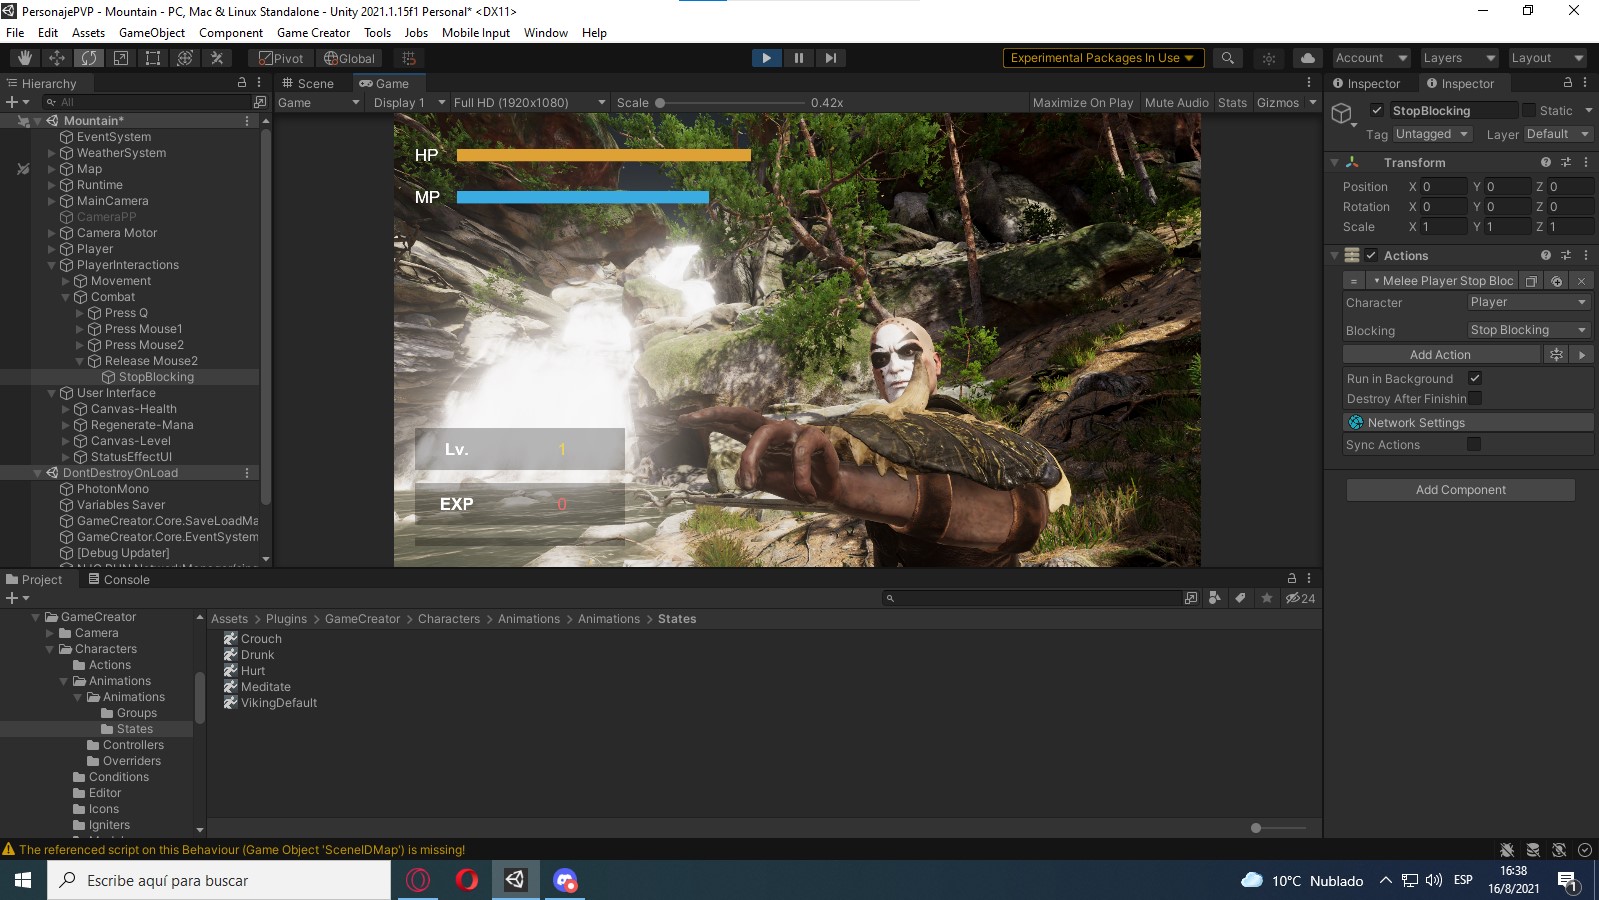 PersonajePVP - Mountain - PC, Mac & Linux Standalone - Unity 2021.1.15f1 Personal* <DX11>
File Edit Assets GameObject Component Game Creator Tools Jobs Mobile Input Window Help
Pivot Global Experimental Packages In Use Account Layers Layout
Hierarchy
All
Mountain*
EventSystem
WeatherSystem
Map
Runtime
MainCamera
CameraPP
Camera Motor
Player
PlayerInteractions
Movement
Combat
Press Q
Press Mouse1
Press Mouse2
Release Mouse2
StopBlocking
User Interface
Canvas-Health
Regenerate-Mana
Canvas-Level
StatusEffectUI
DontDestroyOnLoad
PhotonMono
Variables Saver
GameCreator.Core.SaveLoadMa
GameCreator.Core.EventSystem
[Debug Updater]
Scene Game
Game Display 1 Full HD (1920x1080) Scale 0.42x Maximize On Play Mute Audio Stats Gizmos
HP
MP
Lv. 1
EXP 0
Inspector Inspector
StopBlocking Static
Tag Untagged Layer Default
Transform
Position X 0 Y 0 Z 0
Rotation X 0 Y 0 Z 0
Scale X 1 Y 1 Z 1
Actions
Melee Player Stop Bloc
Character Player
Blocking Stop Blocking
Add Action
Run in Background
Destroy After Finishin
Network Settings
Sync Actions
Add Component
Project Console
24
GameCreator
Camera
Characters
Actions
Animations
Animations
Groups
States
Controllers
Overriders
Conditions
Editor
Icons
Igniters
Assets > Plugins > GameCreator > Characters > Animations > Animations > States
Crouch
Drunk
Hurt
Meditate
VikingDefault
The referenced script on this Behaviour (Game Object 'SceneIDMap') is missing!
Escribe aquí para buscar
10°C Nublado ESP
16:38
16/8/2021
1